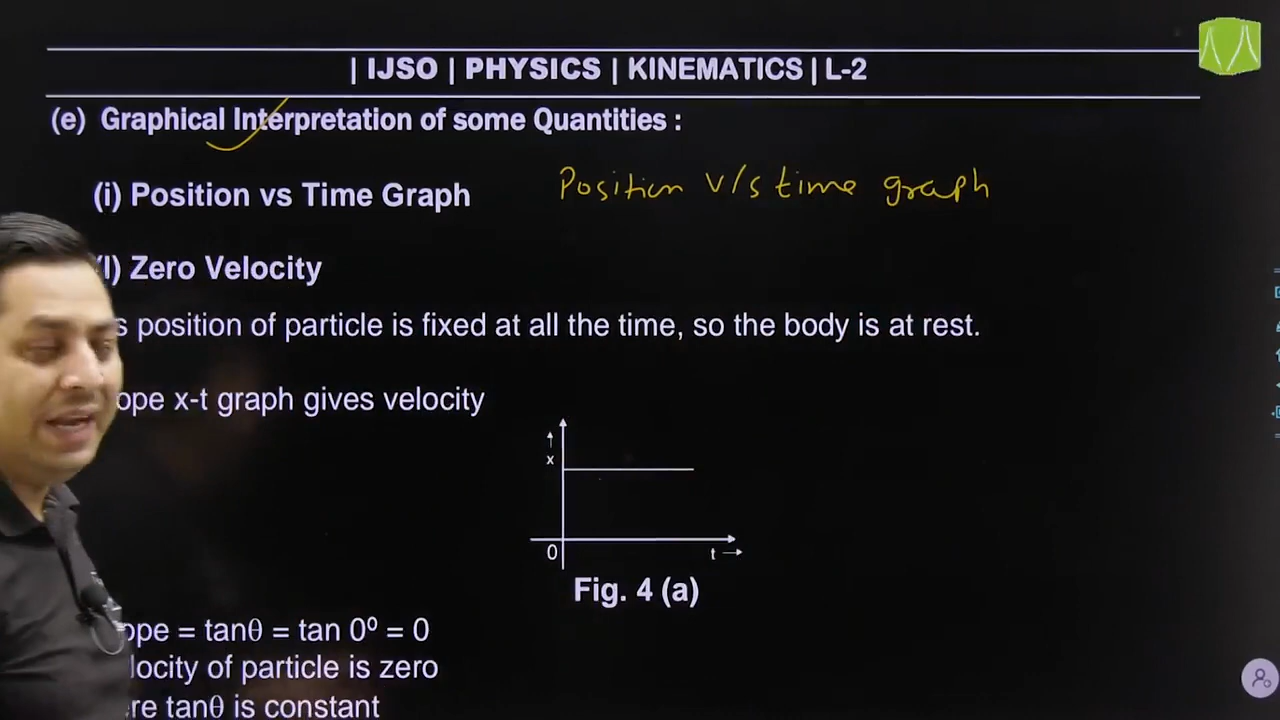 | IJSO | PHYSICS | KINEMATICS | L-2
(e) Graphical Interpretation of some Quantities :
(i) Position vs Time Graph
Position v/s time graph
(I) Zero Velocity
position of particle is fixed at all the time, so the body is at rest.
x-t graph gives velocity
x
0
t
Fig. 4 (a)
= tanθ = tan 0º = 0
of particle is zero
tanθ is constant